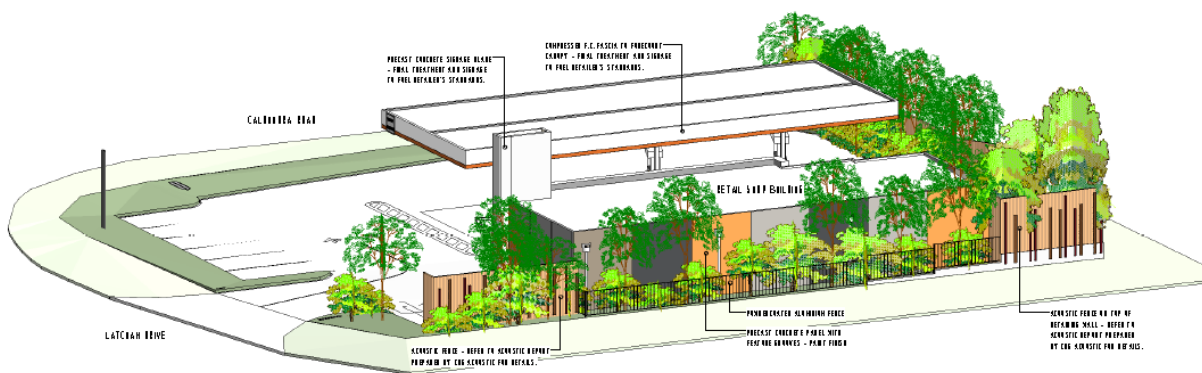 COMPRESSED F.C. FASCIA TO FORECOURT
CANOPY - FINAL TREATMENT AND SIGNAGE
TO FUEL RETAILER'S STANDARDS.
PRECAST CONCRETE SIGNAGE BLADE
- FINAL TREATMENT AND SIGNAGE
TO FUEL RETAILER'S STANDARDS.
CALOUNDRA ROAD
RETAIL SHOP BUILDING
POWDERCOATED ALUMINIUM FENCE
ACOUSTIC FENCE ON TOP OF
RETAINING WALL - REFER TO
ACOUSTIC REPORT PREPARED
BY CRG ACOUSTIC FOR DETAILS.
PRECAST CONCRETE PANEL WITH
FEATURE GROOVES - PAINT FINISH
LATCHAM DRIVE
ACOUSTIC FENCE - REFER TO ACOUSTIC REPORT
PREPARED BY CRG ACOUSTIC FOR DETAILS.